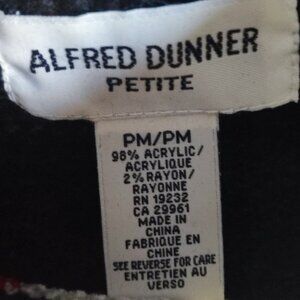 ALFRED DUNNER
PETITE
PM/PM
98% ACRYLIC/
ACRYLIQUE
2% RAYON/
RAYONNE
RN 19232
CA 29961
MADE IN
CHINA
FABRIQUE EN
CHINE
SEE REVERSE FOR CARE
ENTRETIEN AU
VERSO